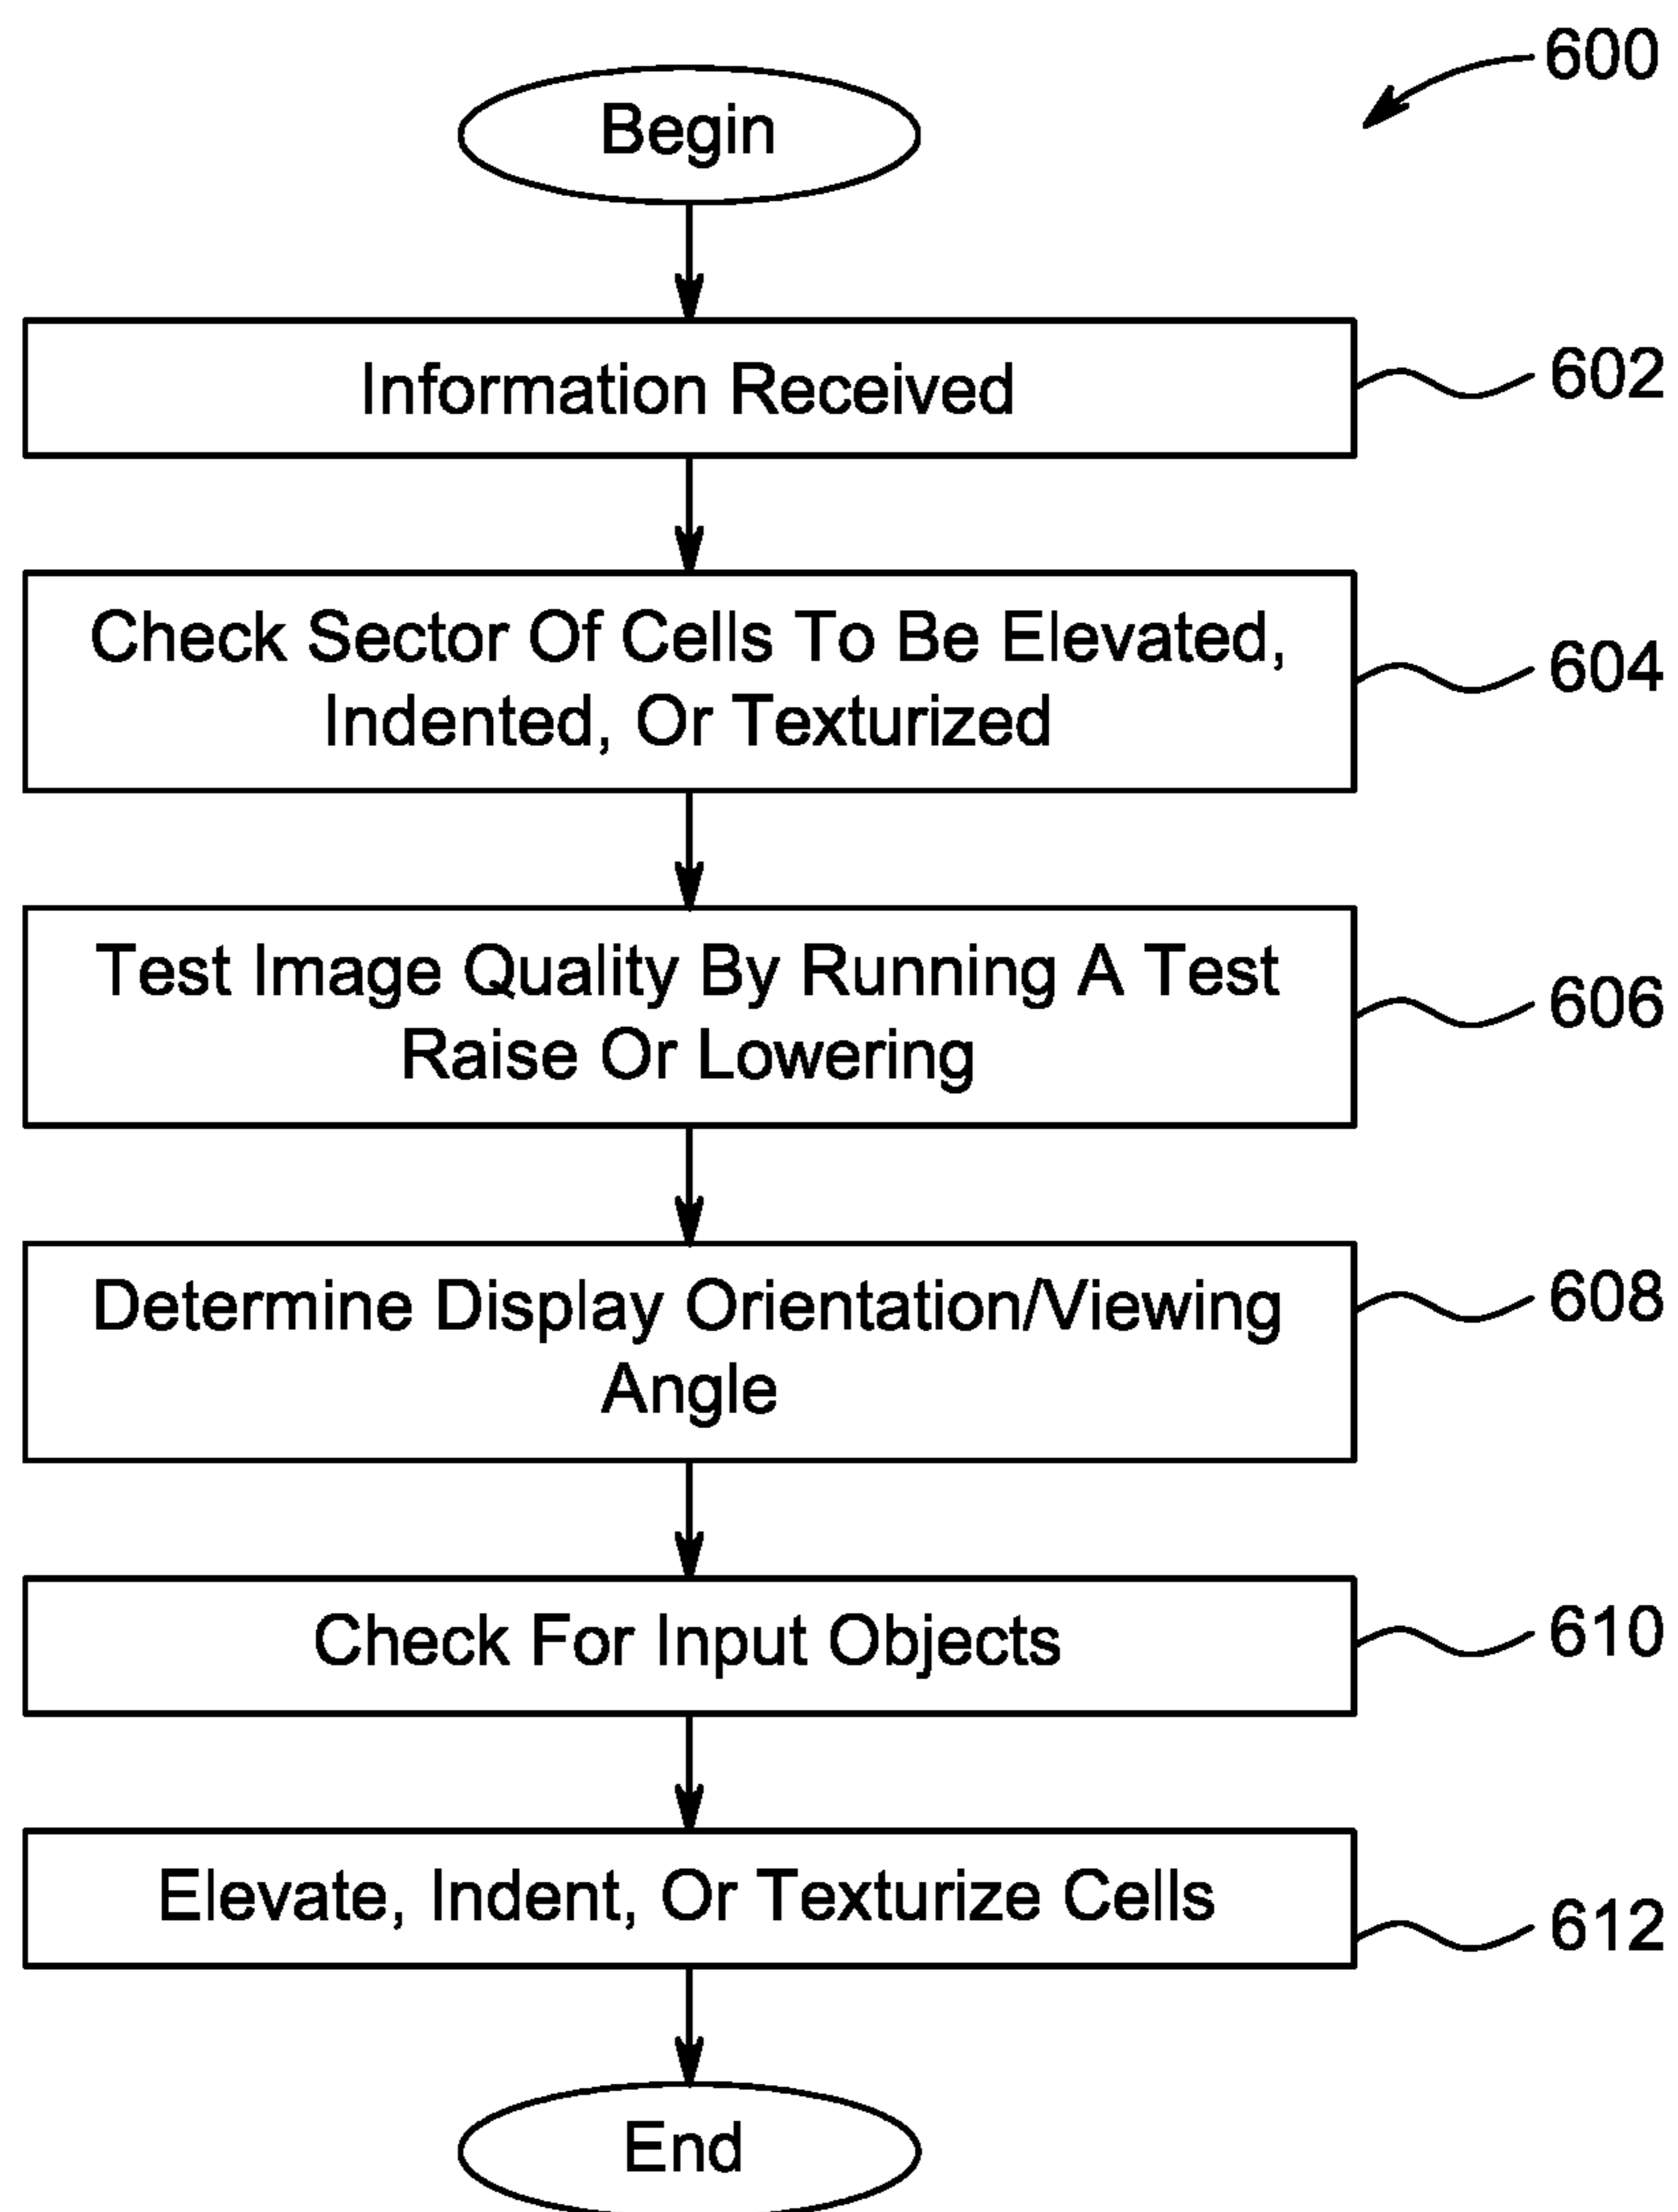 600
Begin
Information Received
602
Check Sector Of Cells To Be Elevated,
Indented, Or Texturized
604
Test Image Quality By Running A Test
Raise Or Lowering
606
Determine Display Orientation/Viewing
Angle
608
Check For Input Objects
610
Elevate, Indent, Or Texturize Cells
612
End